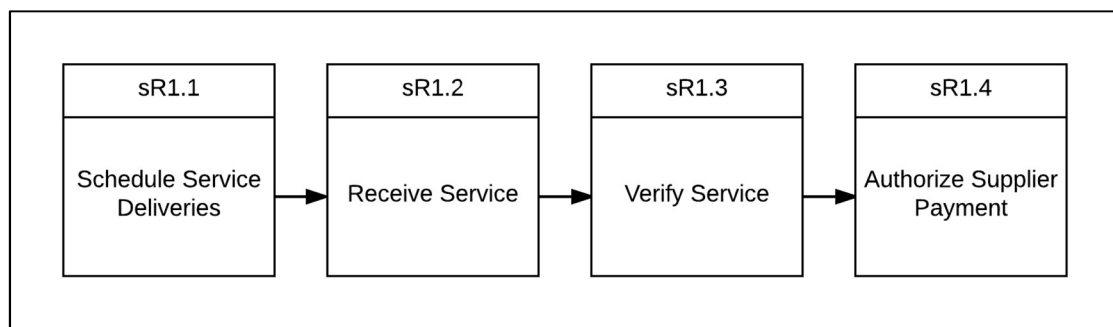 sR1.1
Schedule Service
Deliveries
sR1.2
Receive Service
sR1.3
Verify Service
sR1.4
Authorize Supplier
Payment